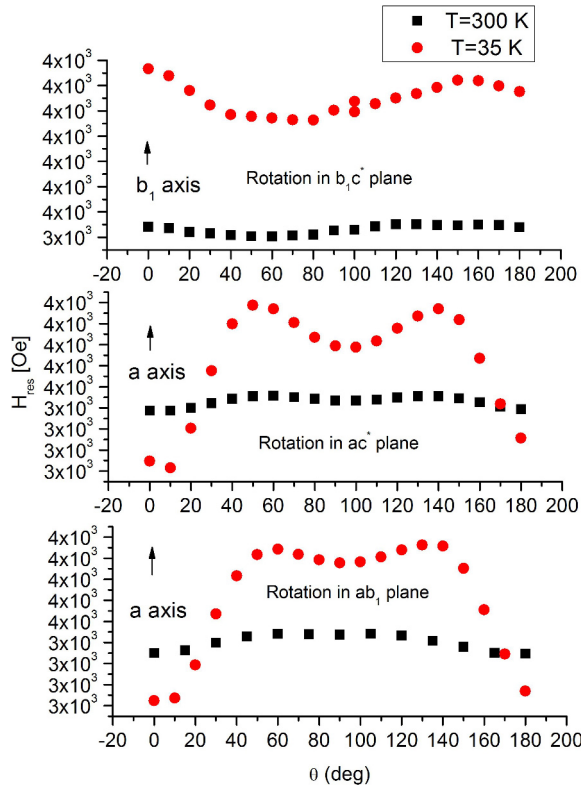 T=300 K
T=35 K
4x10³
4x10³
4x10³
4x10³
4x10³
4x10³
4x10³
3x10³
b₁ axis
Rotation in b₁c* plane
-20 0 20 40 60 80 100 120 140 160 180 200
H_res [Oe]
4x10³
4x10³
4x10³
4x10³
4x10³
3x10³
3x10³
3x10³
3x10³
a axis
Rotation in ac* plane
-20 0 20 40 60 80 100 120 140 160 180 200
4x10³
4x10³
4x10³
4x10³
4x10³
3x10³
3x10³
3x10³
3x10³
a axis
Rotation in ab₁ plane
-20 0 20 40 60 80 100 120 140 160 180 200
θ (deg)